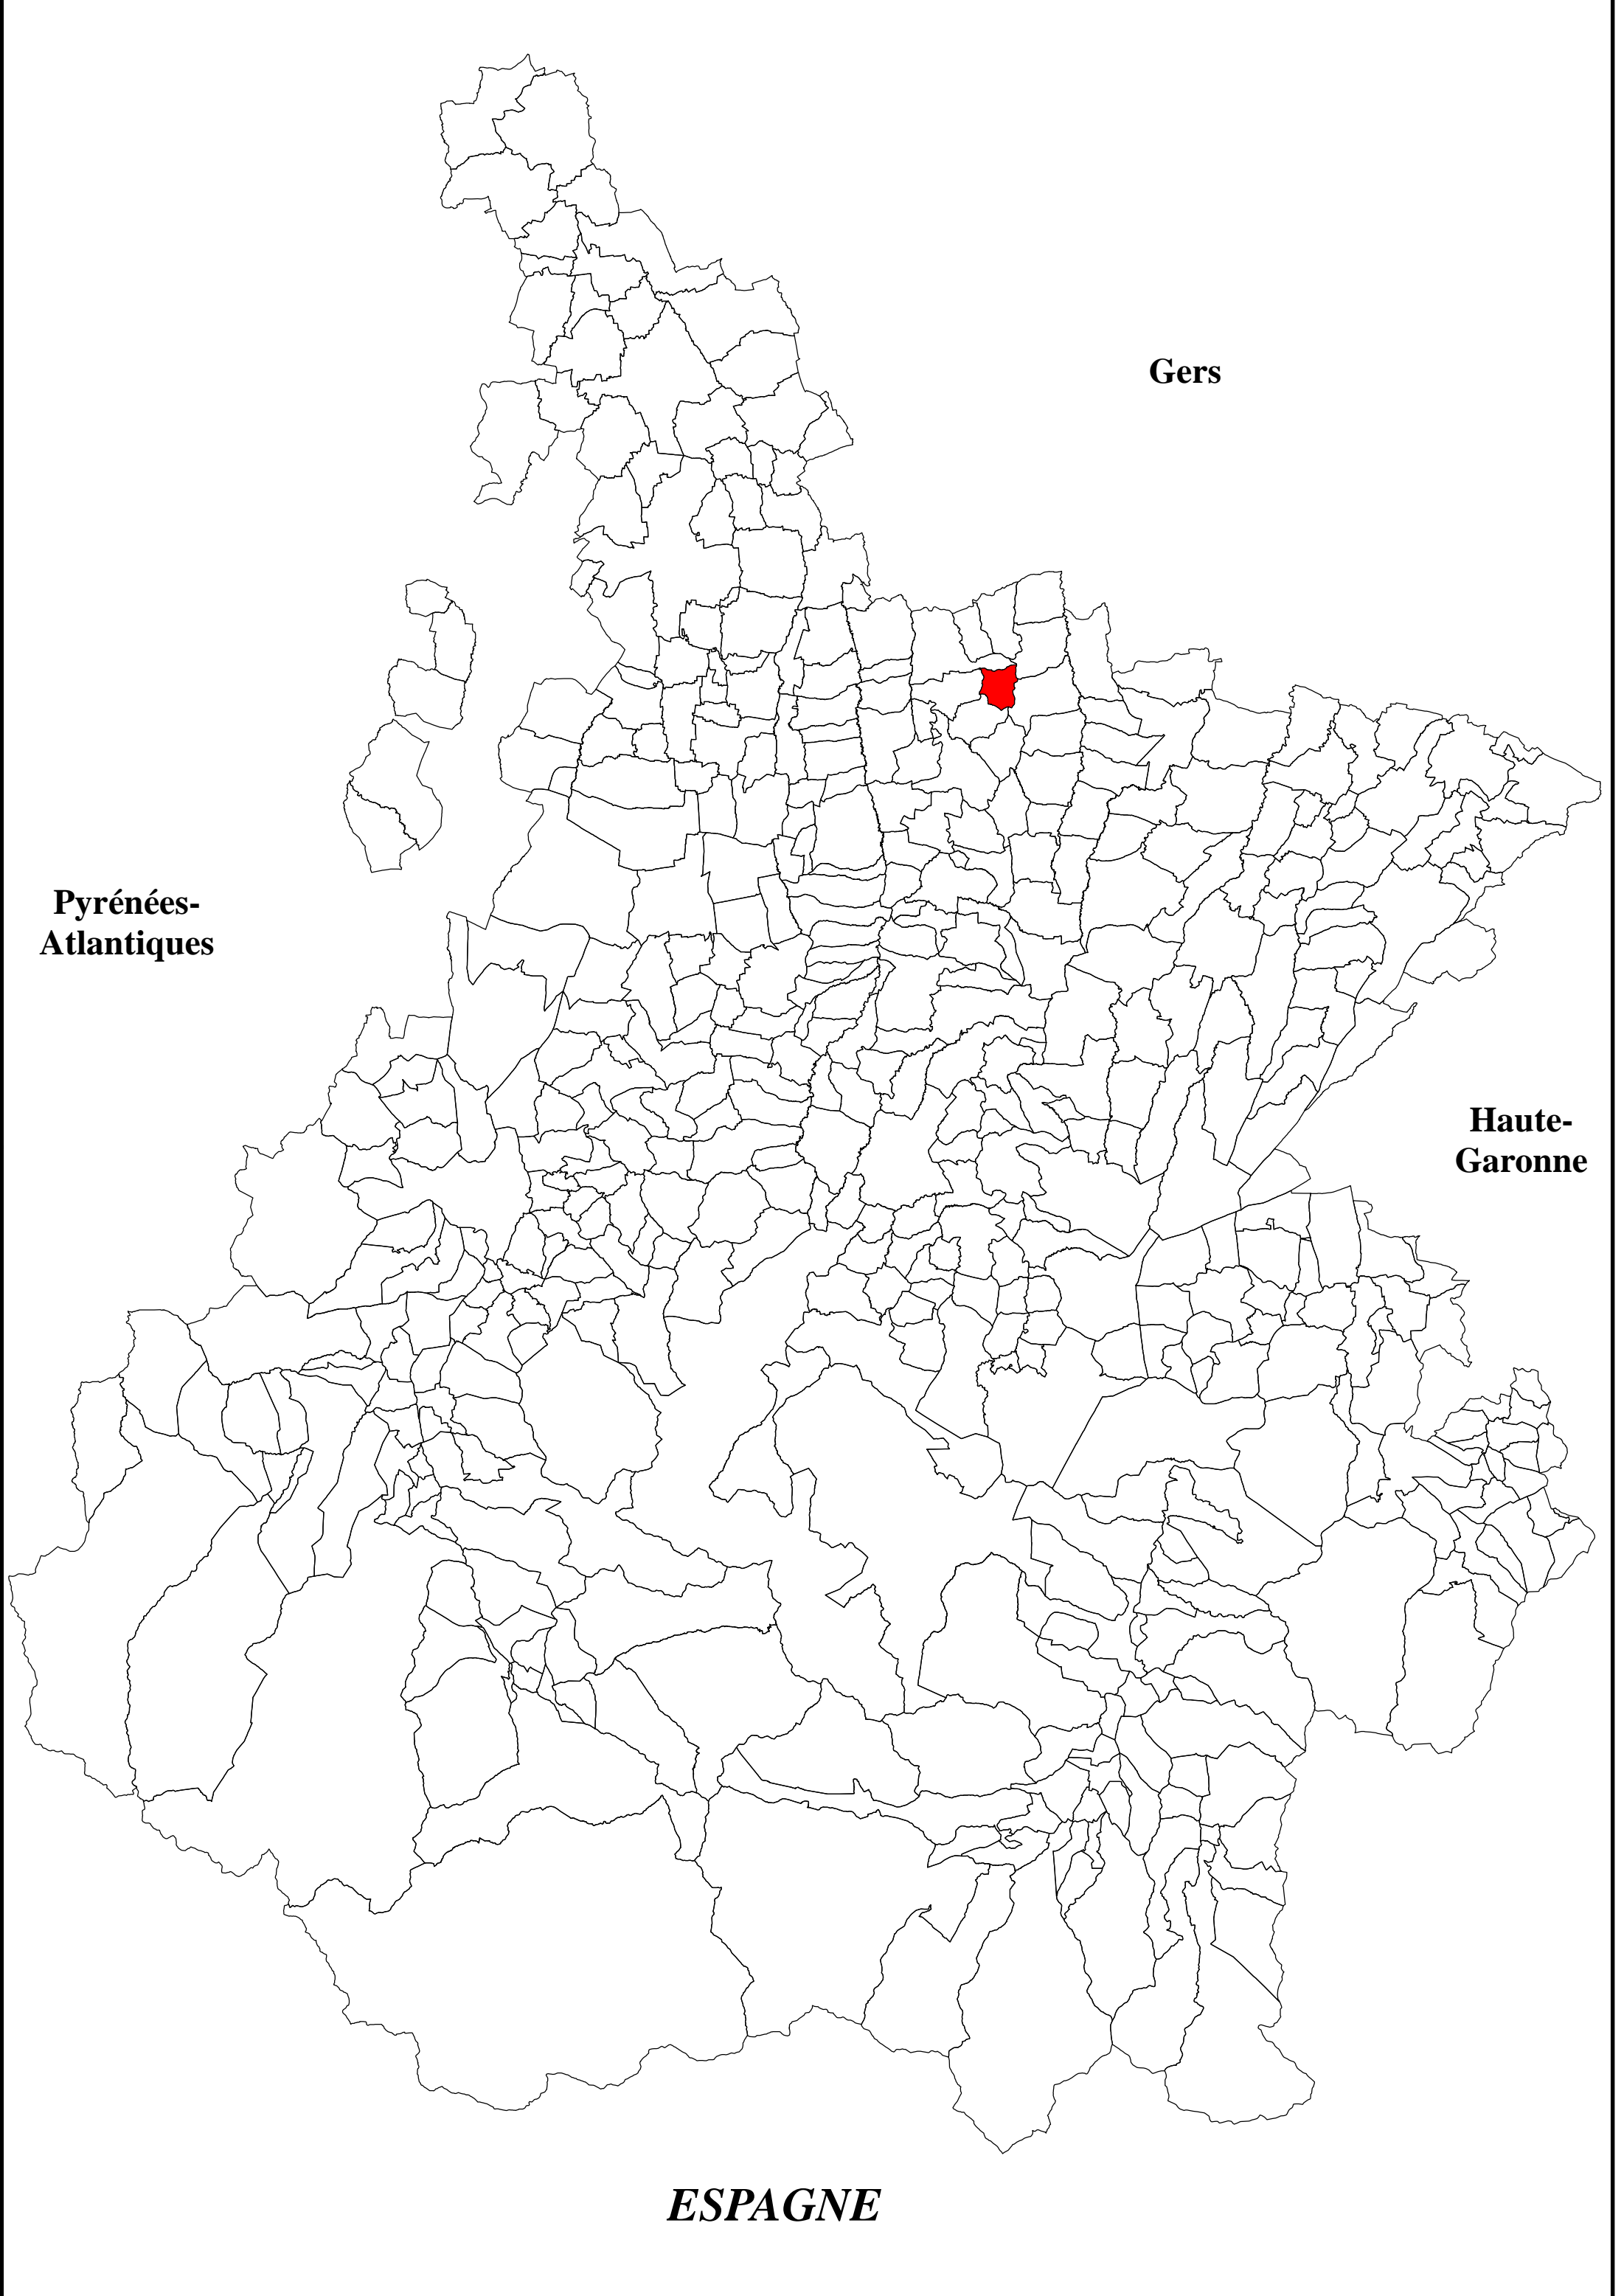 Gers
Pyrénées-
Atlantiques
Haute-
Garonne
ESPAGNE